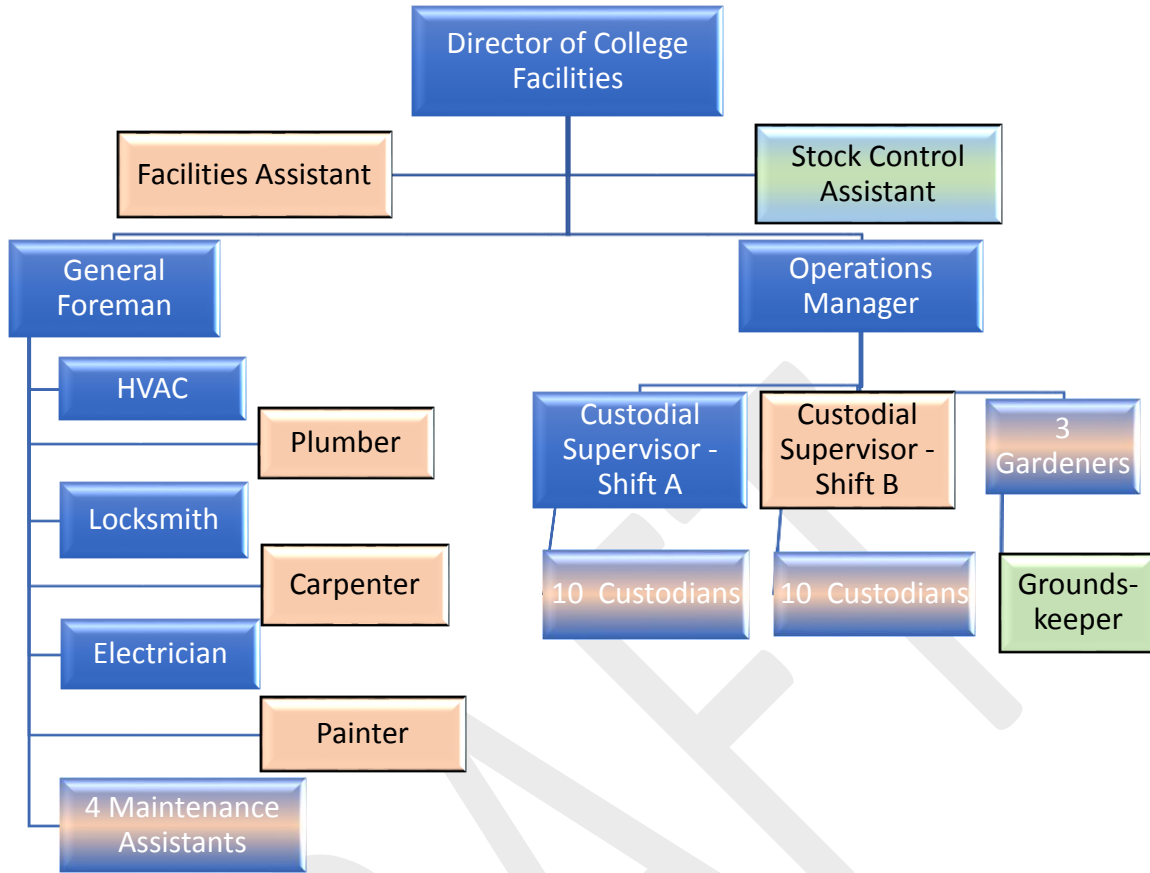 Director of College
Facilities
Facilities Assistant
Stock Control
Assistant
General
Foreman
Operations
Manager
HVAC
Plumber
Locksmith
Carpenter
Electrician
Painter
4 Maintenance
Assistants
Custodial
Supervisor -
Shift A
Custodial
Supervisor -
Shift B
3
Gardeners
10 Custodians
10 Custodians
Grounds-
keeper